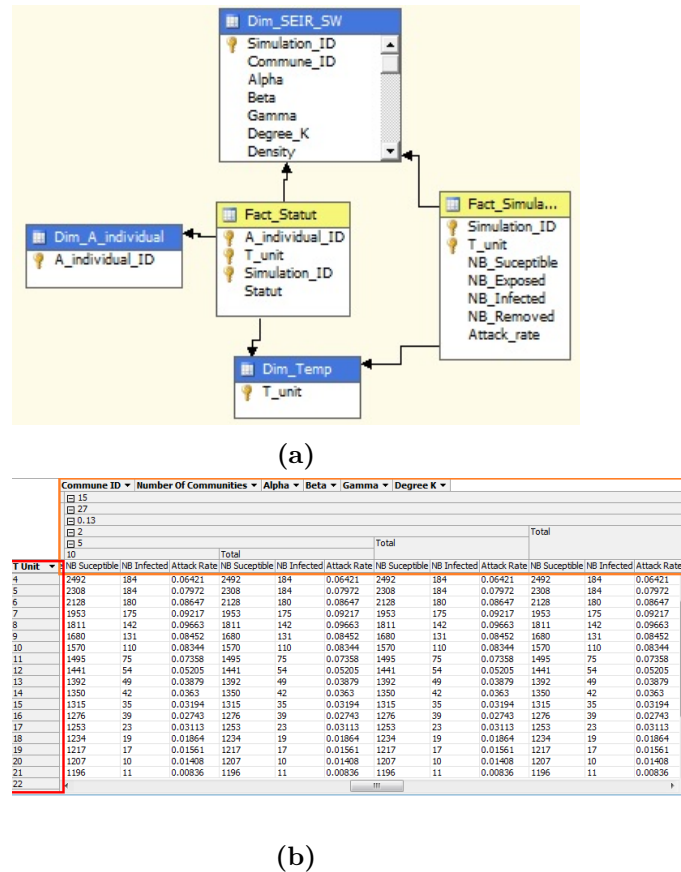 Dim_SEIR_SW
Simulation_ID
Commune_ID
Alpha
Beta
Gamma
Degree_K
Density
Fact_Statut
A_individual_ID
T_unit
Simulation_ID
Statut
Dim_A_individual
A_individual_ID
Fact_Simula...
Simulation_ID
T_unit
NB_Suceptible
NB_Exposed
NB_Infected
NB_Removed
Attack_rate
Dim_Temp
T_unit
(a)
Commune ID Number Of Communities Alpha Beta Gamma Degree K
15
27
0.13
2 Total
5 Total
10 Total
T Unit NB Suceptible NB Infected Attack Rate NB Suceptible NB Infected Attack Rate NB Suceptible NB Infected Attack Rate NB Suceptible NB Infected Attack Rate
4 2492 184 0.06421 2492 184 0.06421 2492 184 0.06421 2492 184 0.06421
5 2308 184 0.07972 2308 184 0.07972 2308 184 0.07972 2308 184 0.07972
6 2128 180 0.08647 2128 180 0.08647 2128 180 0.08647 2128 180 0.08647
7 1953 175 0.09217 1953 175 0.09217 1953 175 0.09217 1953 175 0.09217
8 1811 142 0.09663 1811 142 0.09663 1811 142 0.09663 1811 142 0.09663
9 1680 131 0.08452 1680 131 0.08452 1680 131 0.08452 1680 131 0.08452
10 1570 110 0.08344 1570 110 0.08344 1570 110 0.08344 1570 110 0.08344
11 1495 75 0.07358 1495 75 0.07358 1495 75 0.07358 1495 75 0.07358
12 1441 54 0.05205 1441 54 0.05205 1441 54 0.05205 1441 54 0.05205
13 1392 49 0.03879 1392 49 0.03879 1392 49 0.03879 1392 49 0.03879
14 1350 42 0.0363 1350 42 0.0363 1350 42 0.0363 1350 42 0.0363
15 1315 35 0.03194 1315 35 0.03194 1315 35 0.03194 1315 35 0.03194
16 1276 39 0.02743 1276 39 0.02743 1276 39 0.02743 1276 39 0.02743
17 1253 23 0.03113 1253 23 0.03113 1253 23 0.03113 1253 23 0.03113
18 1234 19 0.01864 1234 19 0.01864 1234 19 0.01864 1234 19 0.01864
19 1217 17 0.01561 1217 17 0.01561 1217 17 0.01561 1217 17 0.01561
20 1207 10 0.01408 1207 10 0.01408 1207 10 0.01408 1207 10 0.01408
21 1196 11 0.00836 1196 11 0.00836 1196 11 0.00836 1196 11 0.00836
22
(b)